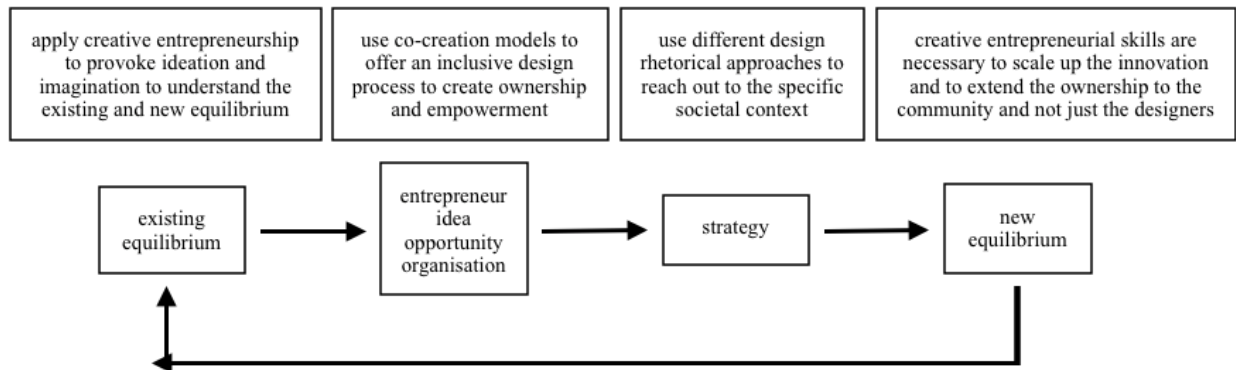 apply creative entrepreneurship
to provoke ideation and
imagination to understand the
existing and new equilibrium
use co-creation models to
offer an inclusive design
process to create ownership
and empowerment
use different design
rhetorical approaches to
reach out to the specific
societal context
creative entrepreneurial skills are
necessary to scale up the innovation
and to extend the ownership to the
community and not just the designers
existing
equilibrium
entrepreneur
idea
opportunity
organisation
strategy
new
equilibrium